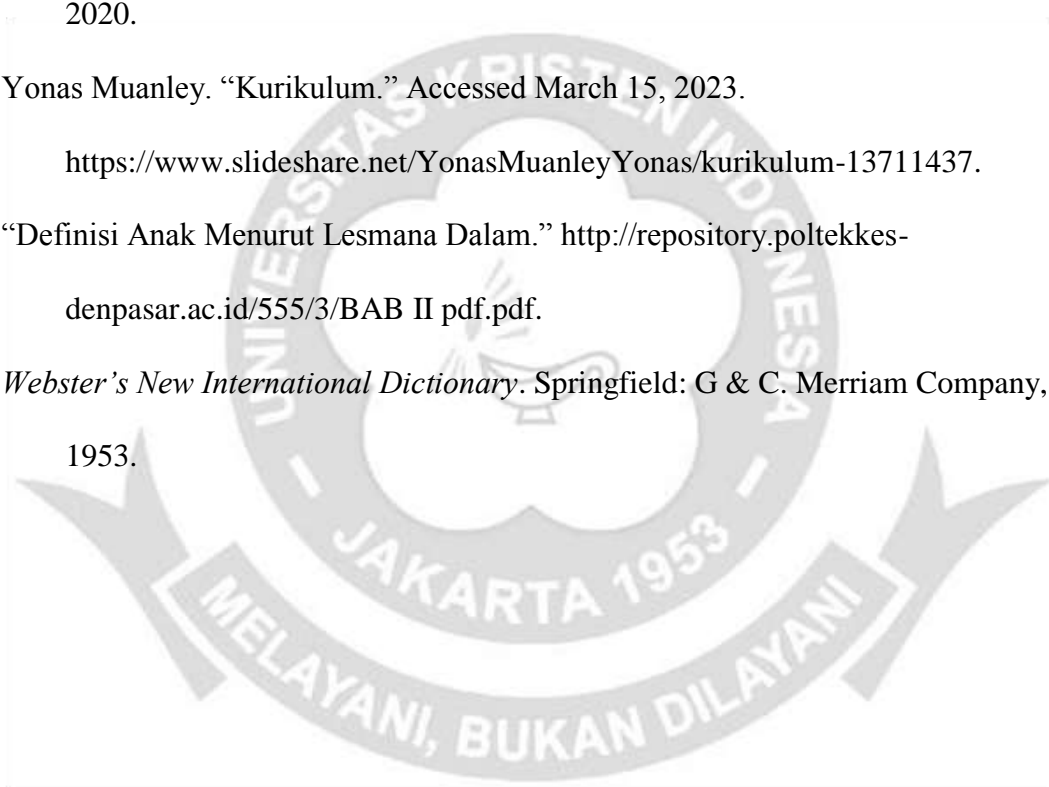 2020.
Yonas Muanley. “Kurikulum.” Accessed March 15, 2023.
https://www.slideshare.net/YonasMuanleyYonas/kurikulum-13711437.
“Definisi Anak Menurut Lesmana Dalam.” http://repository.poltekkes-
denpasar.ac.id/555/3/BAB II pdf.pdf.
Webster’s New International Dictionary. Springfield: G & C. Merriam Company,
1953.
UNIVERSITAS KRISTEN INDONESIA
JAKARTA 1953
MELAYANI, BUKAN DILAYANI